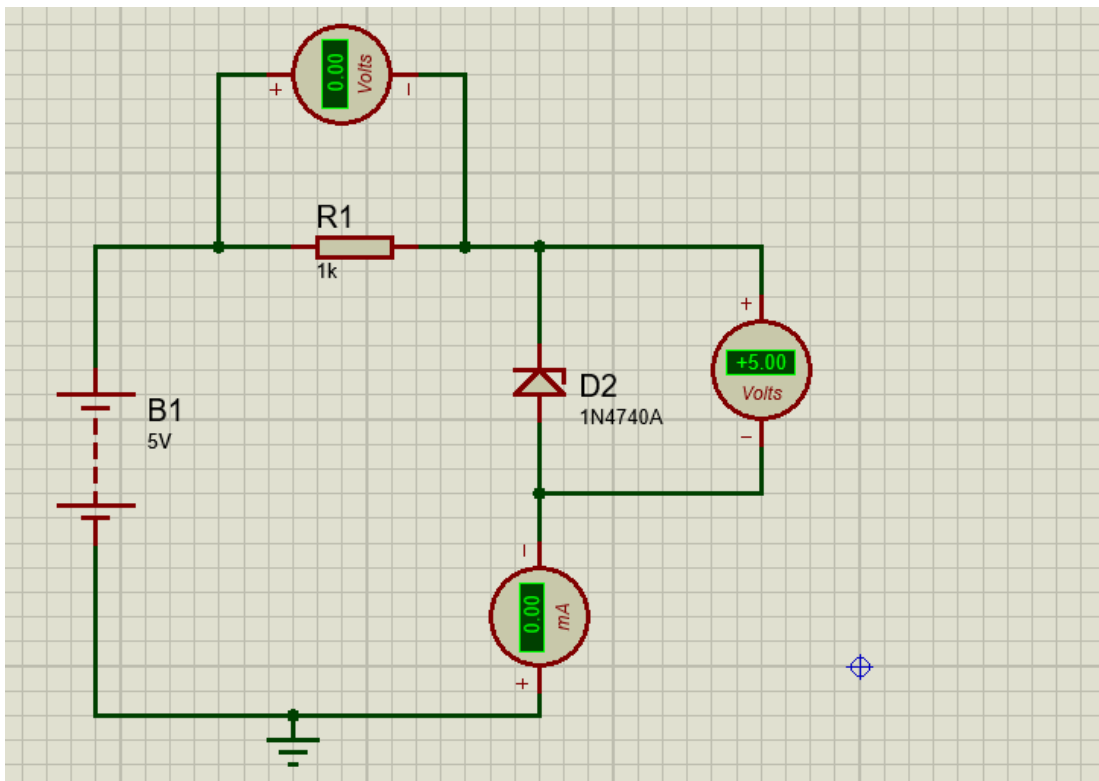 0.00
Volts
+
−
R1
1k
B1
5V
D2
1N4740A
+
+5.00
Volts
−
−
0.00
mA
+